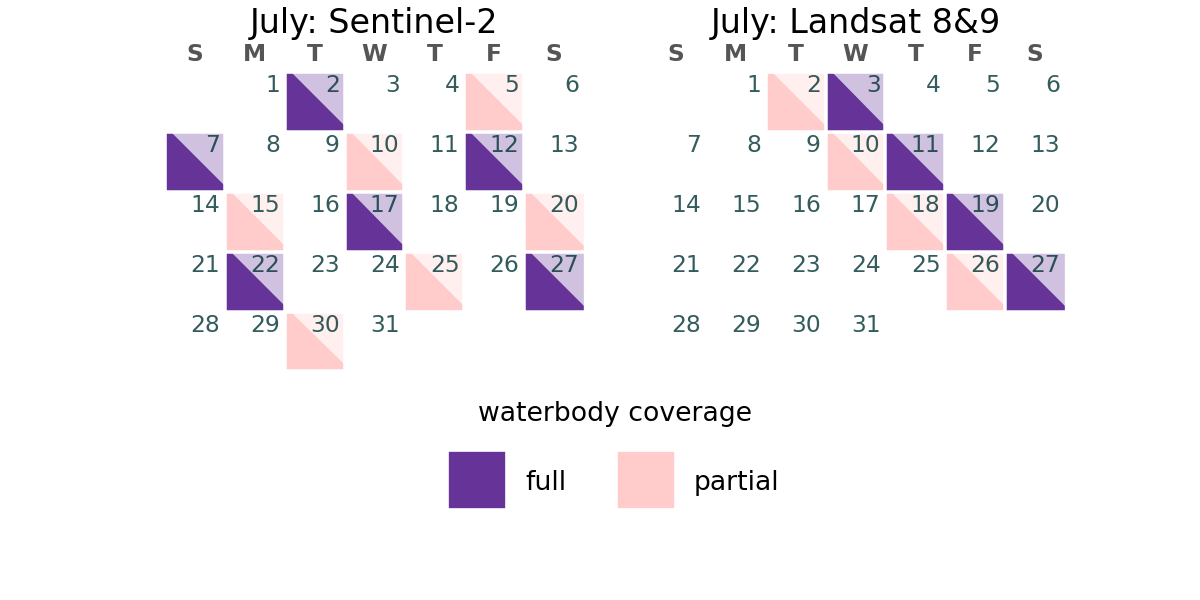 July: Sentinel-2
S M T W T F S
1 2 3 4 5 6
7 8 9 10 11 12 13
14 15 16 17 18 19 20
21 22 23 24 25 26 27
28 29 30 31
July: Landsat 8&9
S M T W T F S
1 2 3 4 5 6
7 8 9 10 11 12 13
14 15 16 17 18 19 20
21 22 23 24 25 26 27
28 29 30 31
waterbody coverage
full partial